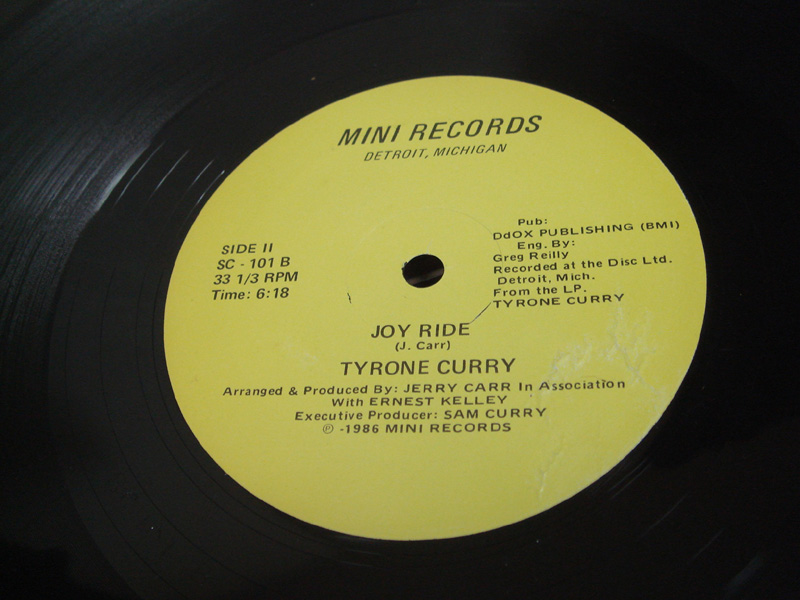 MINI RECORDS
DETROIT, MICHIGAN
SIDE II
SC - 101 B
33 1/3 RPM
Time: 6:18
Pub:
DdOX PUBLISHING (BMI)
Eng. By:
Greg Reilly
Recorded at the Disc Ltd.
Detroit, Mich.
From the LP.
TYRONE CURRY
JOY RIDE
(J. Carr)
TYRONE CURRY
Arranged & Produced By: JERRY CARR In Association
With ERNEST KELLEY
Executive Producer: SAM CURRY
℗ -1986 MINI RECORDS